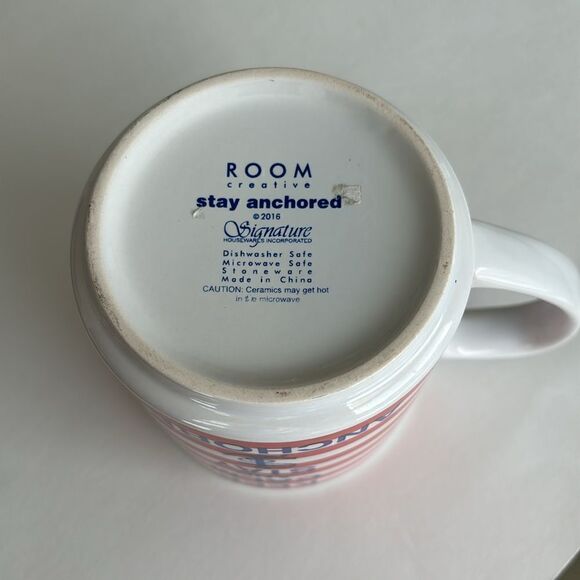 ROOM
creative
stay anchored
©2016
Signature
HOUSEWARES INCORPORATED
Dishwasher Safe
Microwave Safe
Stoneware
Made in China
CAUTION: Ceramics may get hot
in the microwave
STAY